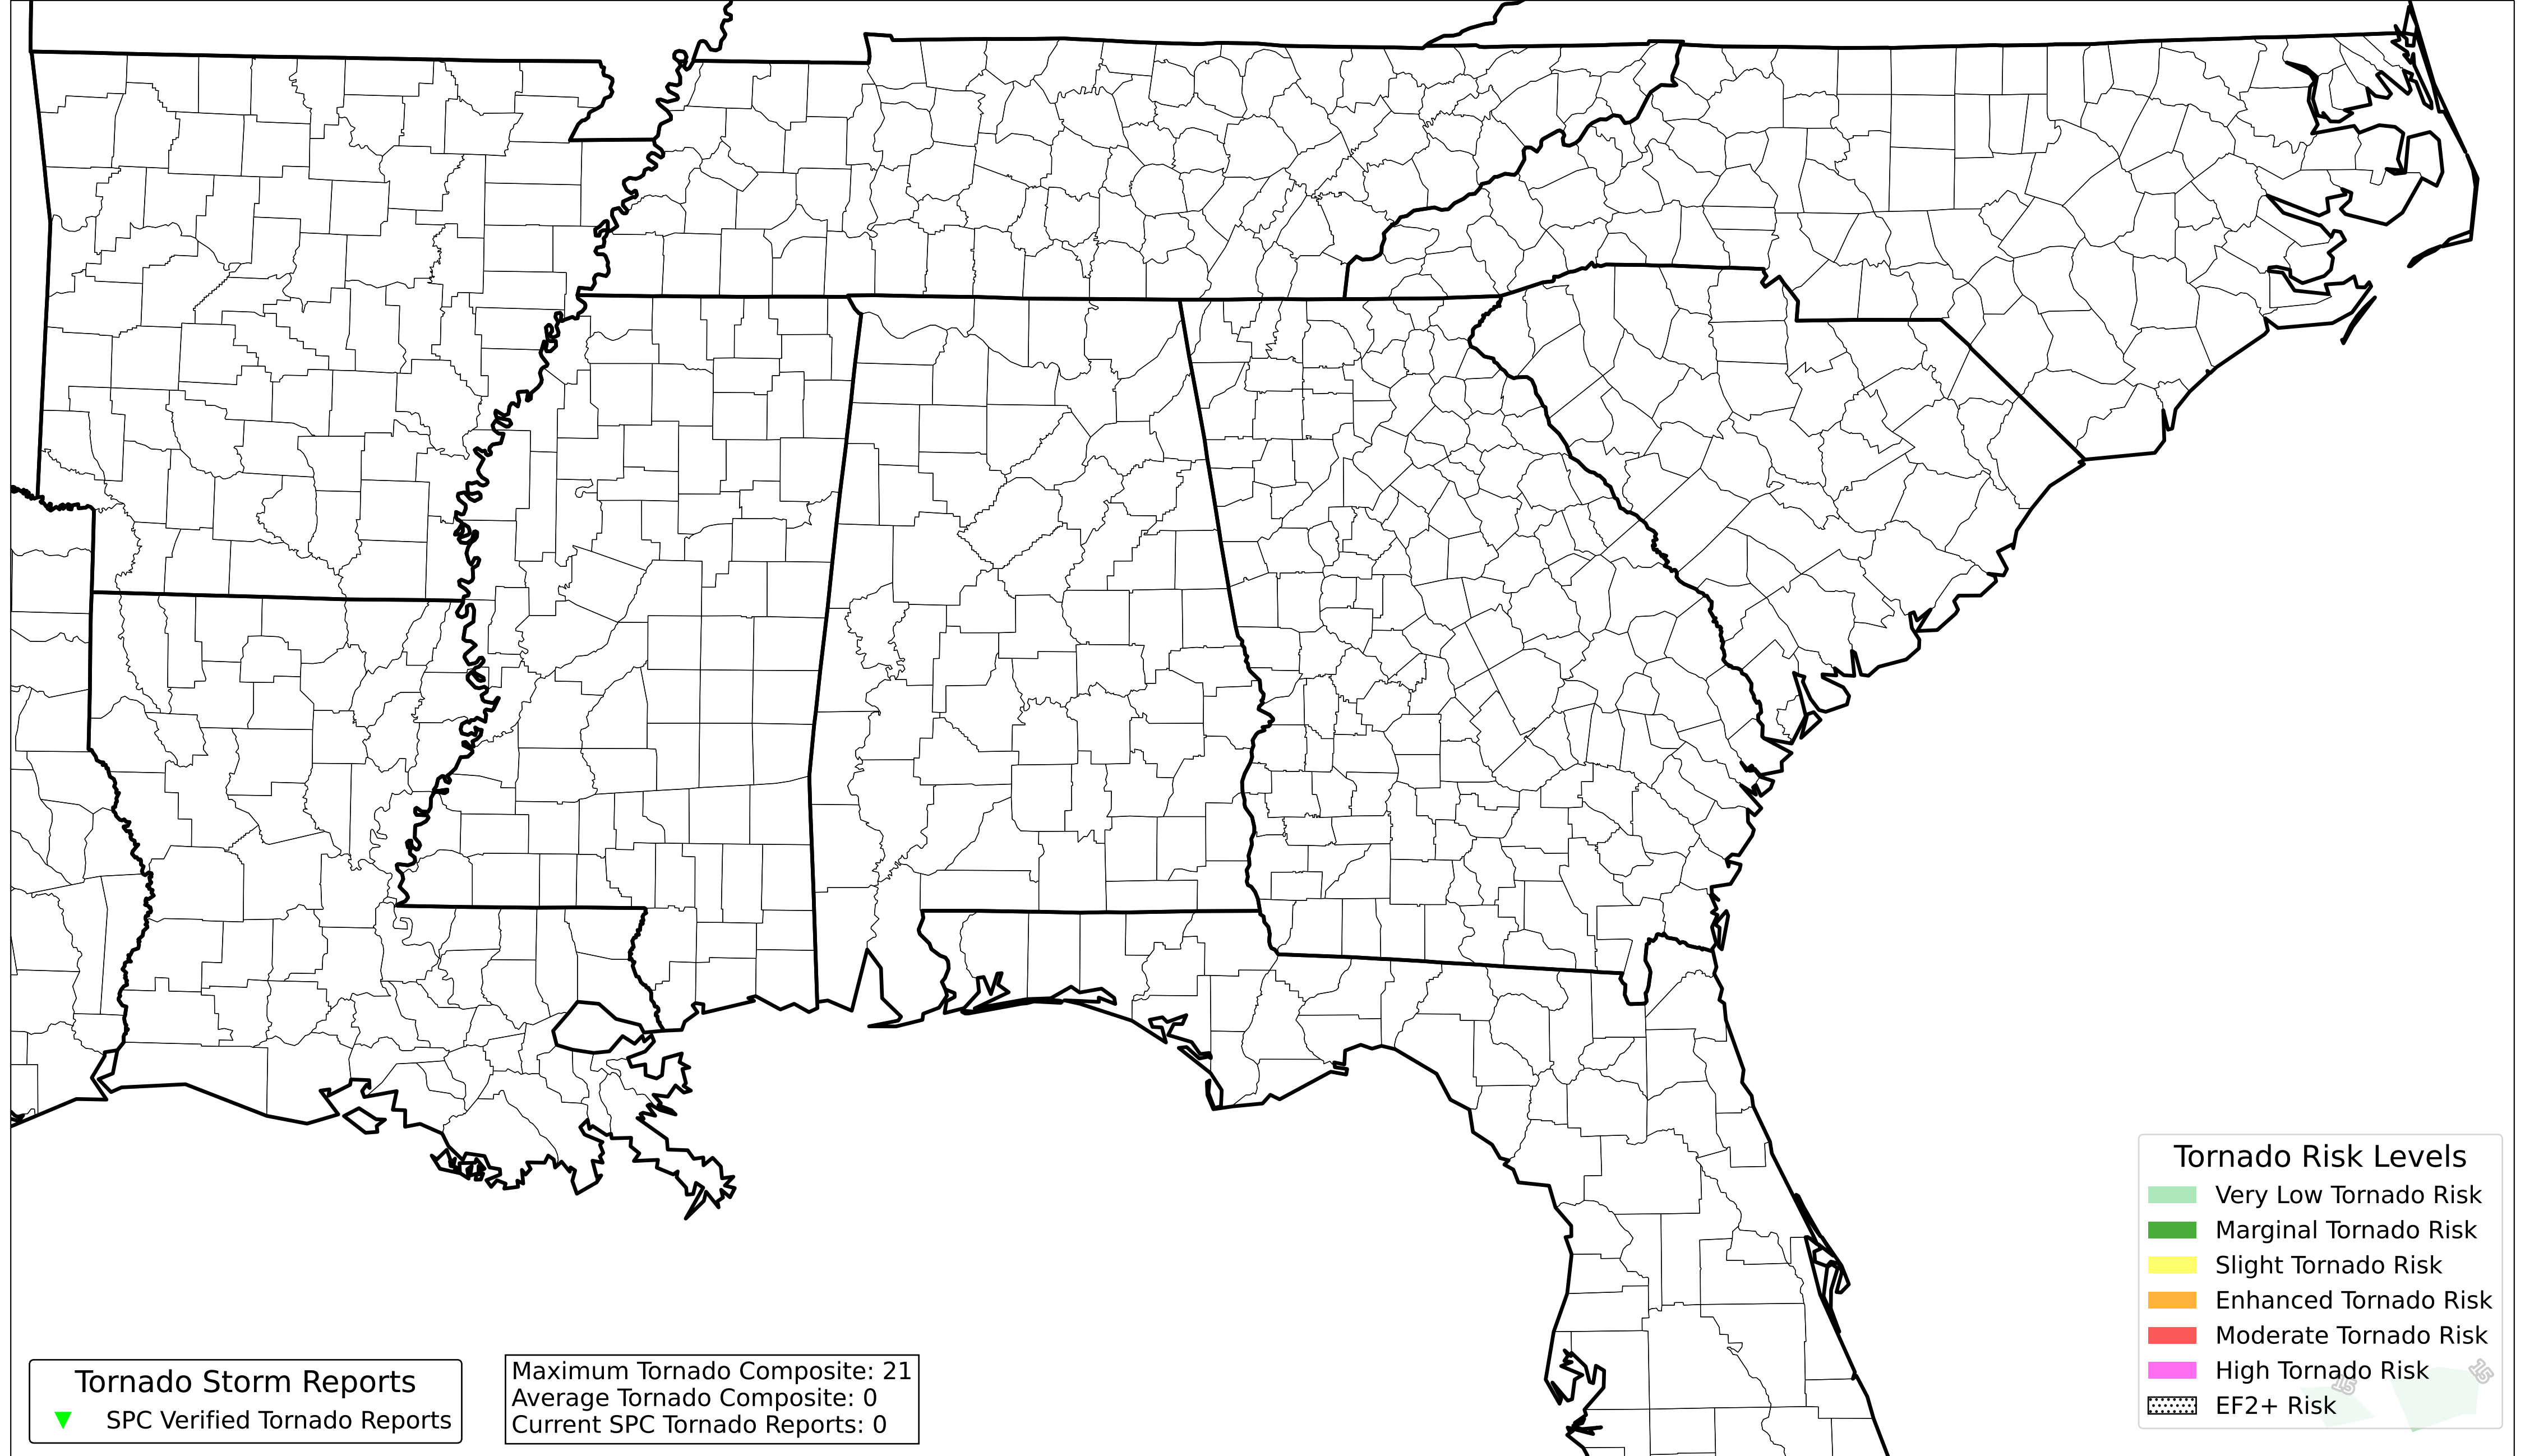 Tornado Risk Levels
Very Low Tornado Risk
Marginal Tornado Risk
Slight Tornado Risk
Enhanced Tornado Risk
Moderate Tornado Risk
High Tornado Risk
EF2+ Risk
15
15
Tornado Storm Reports
SPC Verified Tornado Reports
Maximum Tornado Composite: 21
Average Tornado Composite: 0
Current SPC Tornado Reports: 0